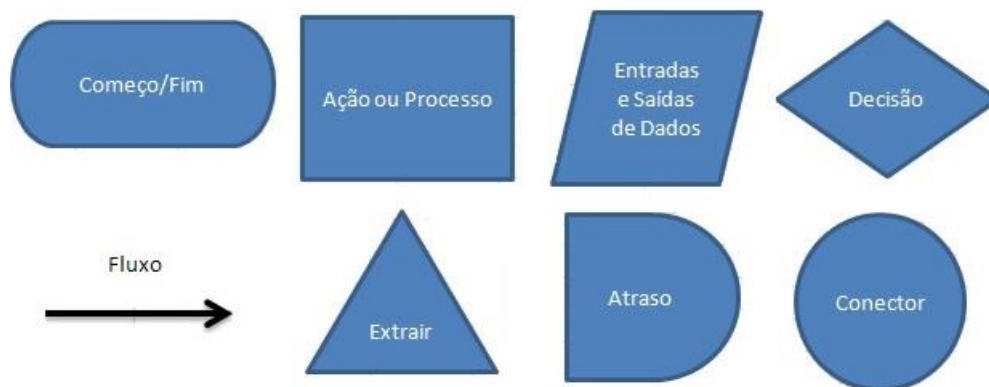 Começo/Fim
Ação ou Processo
Entradas
e Saídas
de Dados
Decisão
Fluxo
Extrair
Atraso
Conector